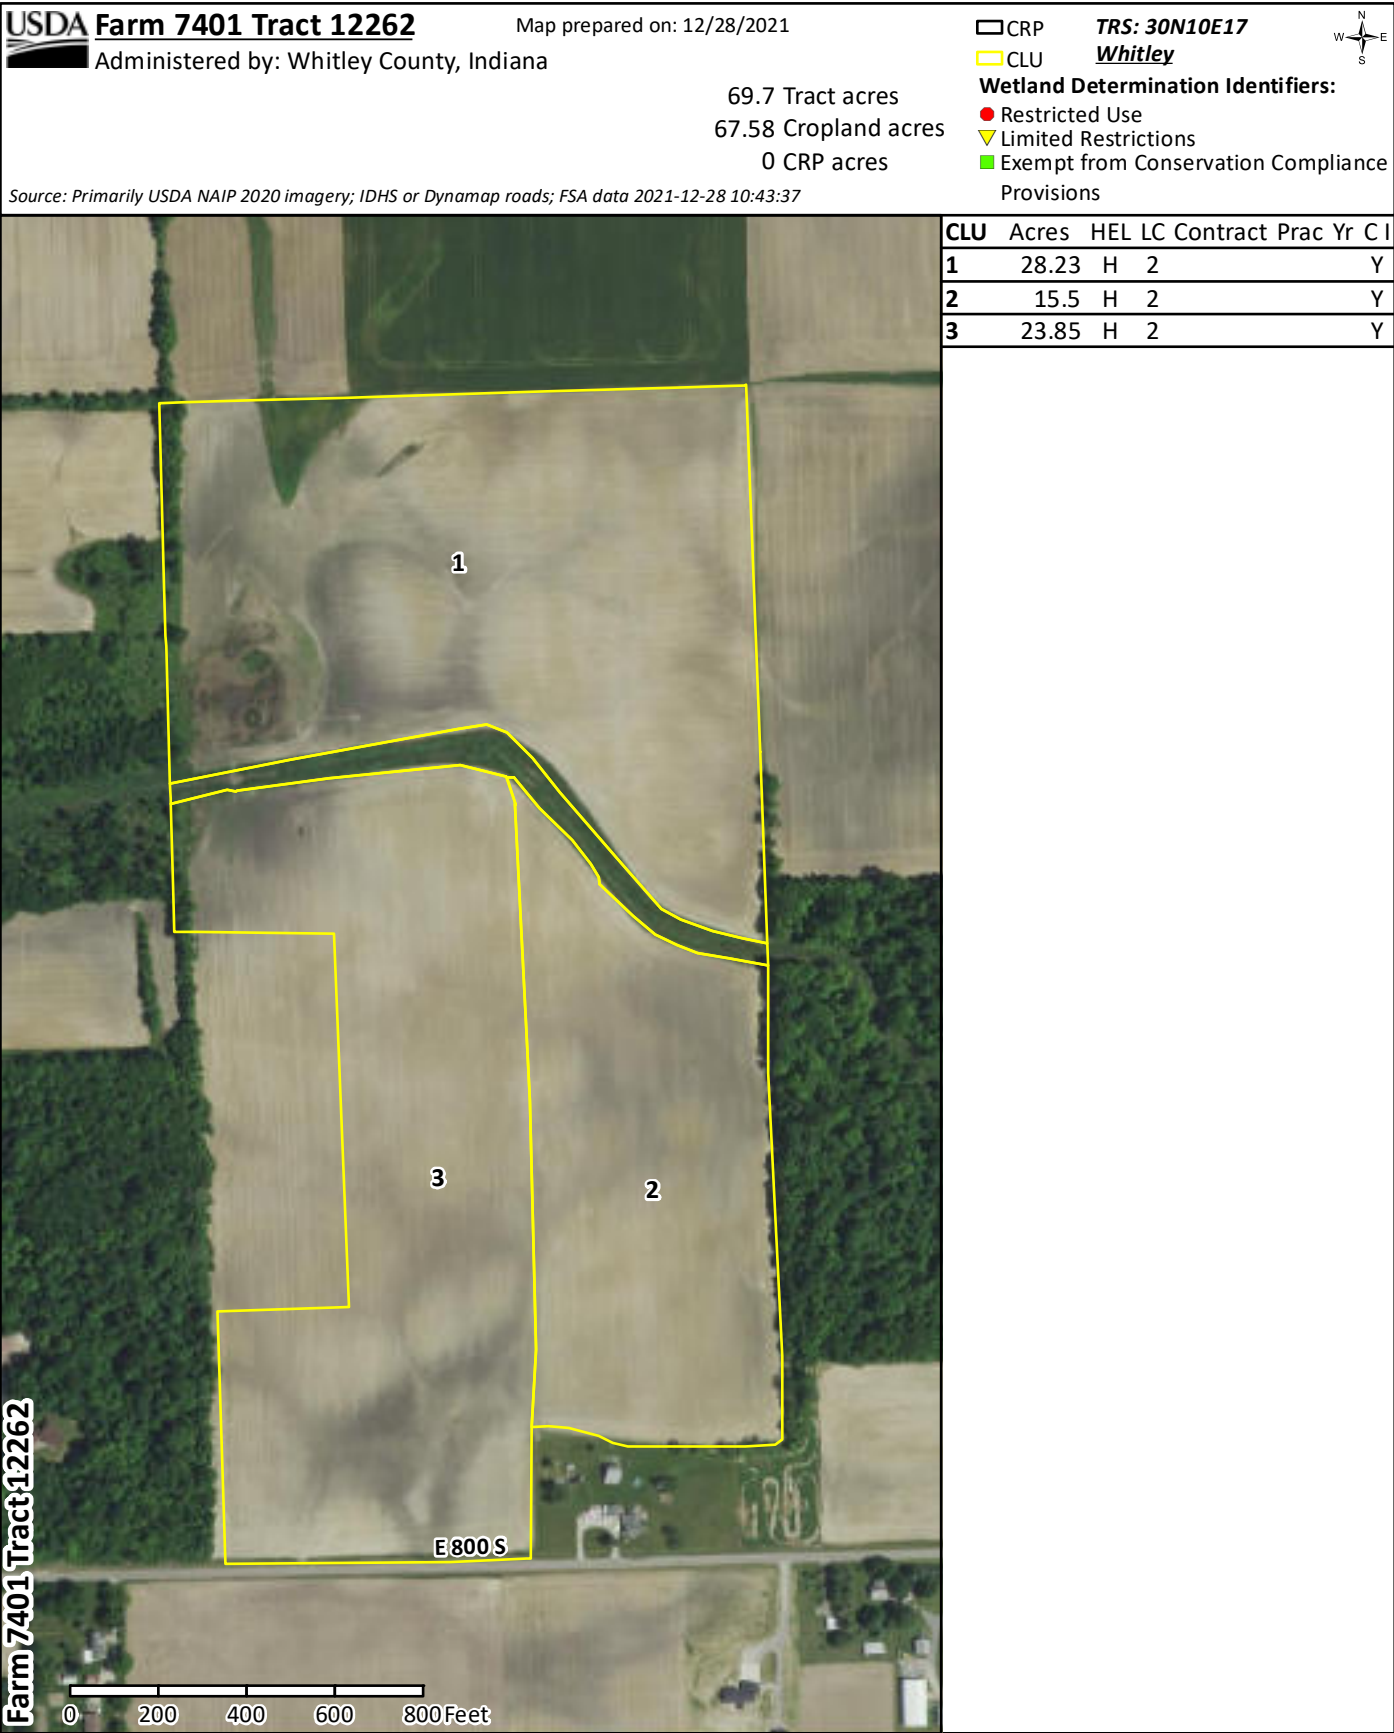 USDA Farm 7401 Tract 12262
Administered by: Whitley County, Indiana
Map prepared on: 12/28/2021
69.7 Tract acres
67.58 Cropland acres
0 CRP acres
Source: Primarily USDA NAIP 2020 imagery; IDHS or Dynamap roads; FSA data 2021-12-28 10:43:37
CRP
CLU
TRS: 30N10E17
Whitley
N
W E
S
Wetland Determination Identifiers:
Restricted Use
Limited Restrictions
Exempt from Conservation Compliance
Provisions
CLU Acres HEL LC Contract Prac Yr C I
1 28.23 H 2 Y
2 15.5 H 2 Y
3 23.85 H 2 Y
1
3
2
E 800 S
Farm 7401 Tract 12262
0 200 400 600 800 Feet